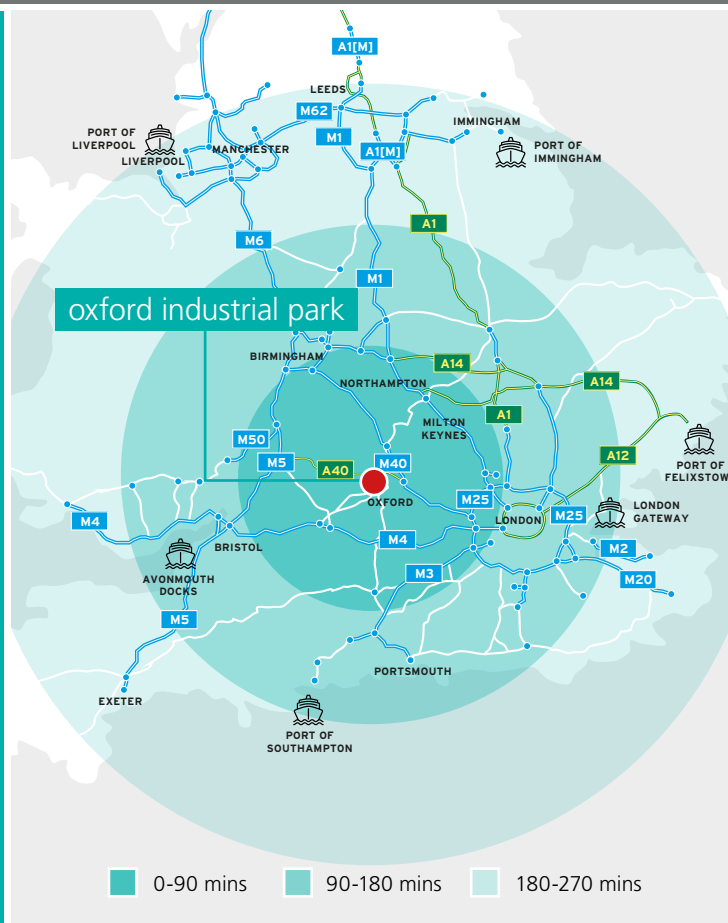 A1[M]
LEEDS
M62
PORT OF
LIVERPOOL
LIVERPOOL
MANCHESTER
M1
A1[M]
IMMINGHAM
PORT OF
IMMINGHAM
A1
M6
M1
oxford industrial park
BIRMINGHAM
NORTHAMPTON
A14
A14
MILTON
KEYNES
A1
M50
M5
A40
M40
A12
PORT OF
FELIXSTOW
OXFORD
M25
LONDON
M25
LONDON
GATEWAY
M4
BRISTOL
M4
M2
AVONMOUTH
DOCKS
M3
M20
M5
PORTSMOUTH
EXETER
PORT OF
SOUTHAMPTON
0-90 mins
90-180 mins
180-270 mins